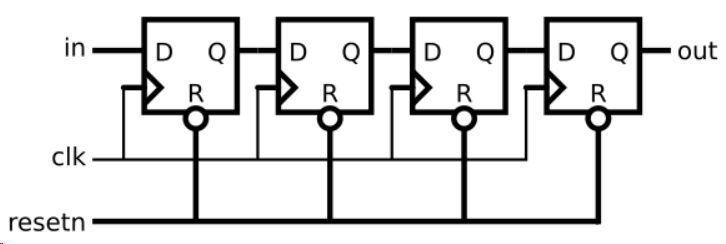 in D Q D Q D Q D Q out
R R R R
clk
resetn